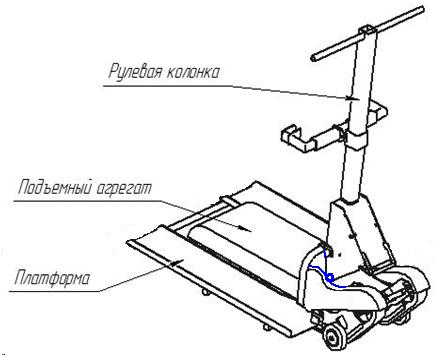 Рулевая колонка
Подъемный агрегат
Платформа